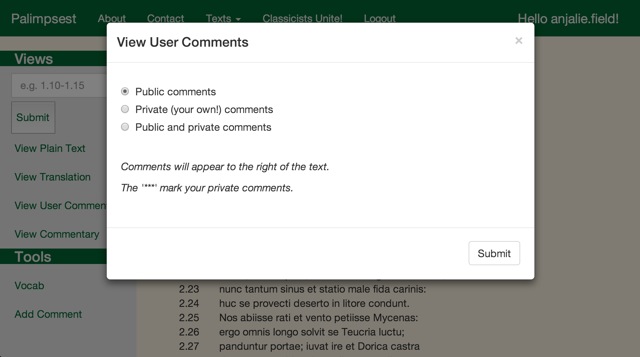 Palimpsest About Contact Texts Classicists Unite! Logout Hello anjalie.field!
View User Comments ×
Public comments
Private (your own!) comments
Public and private comments
Comments will appear to the right of the text.
The '***' mark your private comments.
Submit
Views
e.g. 1.10-1.15
Submit
View Plain Text
View Translation
View User
View Commentary
Tools
Vocab
Add Comment
2.23 nunc tantum sinus et statio male fida carinis:
2.24 huc se provecti deserto in litore condunt.
2.25 Nos abiisse rati et vento petiisse Mycenas:
2.26 ergo omnis longo solvit se Teucria luctu;
2.27 panduntur portae; iuvat ire et Dorica castra